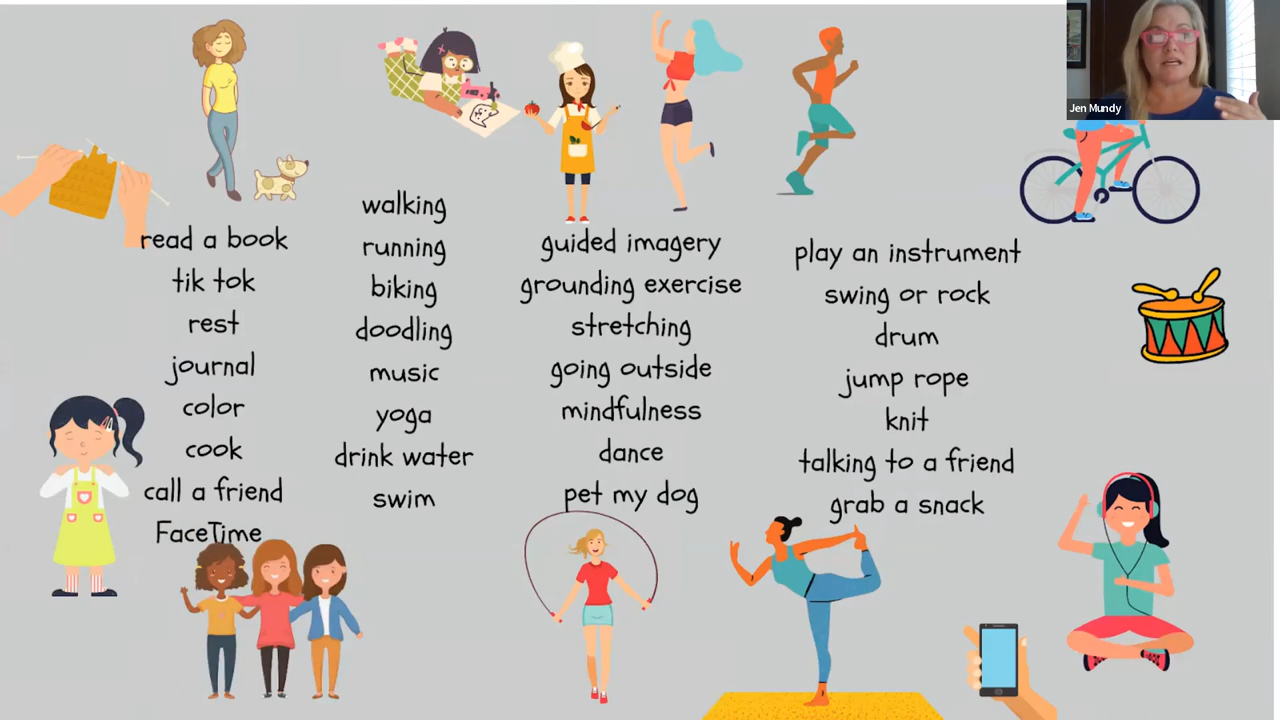 Jen Mundy
read a book
tik tok
rest
journal
color
cook
call a friend
FaceTime
walking
running
biking
doodling
music
yoga
drink water
swim
guided imagery
grounding exercise
stretching
going outside
mindfulness
dance
pet my dog
play an instrument
swing or rock
drum
jump rope
knit
talking to a friend
grab a snack